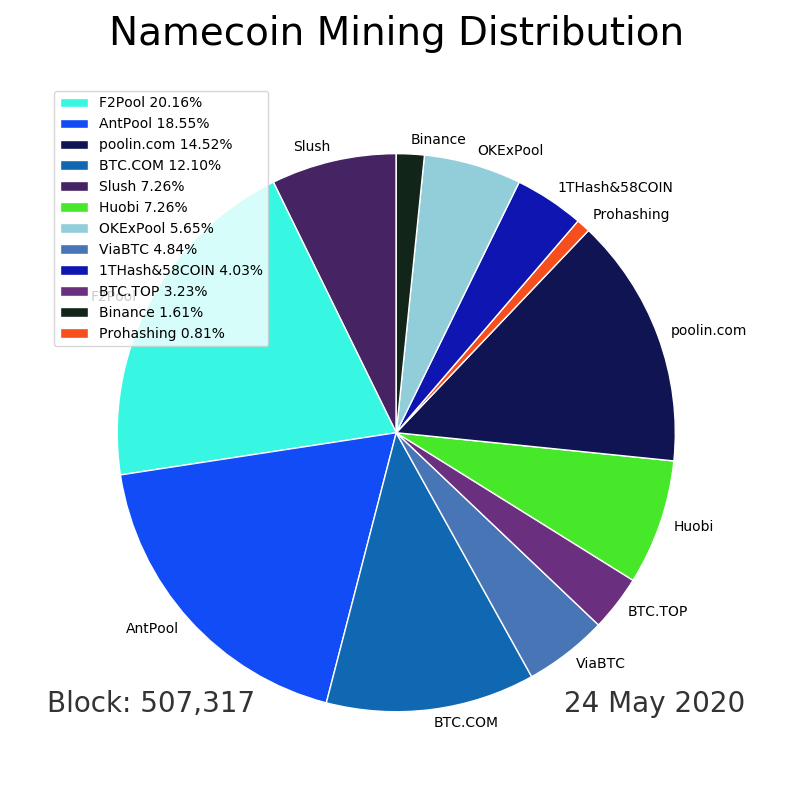 Namecoin Mining Distribution
F2Pool 20.16%
AntPool 18.55%
poolin.com 14.52%
BTC.COM 12.10%
Slush 7.26%
Huobi 7.26%
OKExPool 5.65%
ViaBTC 4.84%
1THash&58COIN 4.03%
BTC.TOP 3.23%
Binance 1.61%
Prohashing 0.81%
Slush
Binance
OKExPool
1THash&58COIN
Prohashing
F2Pool
poolin.com
Huobi
BTC.TOP
AntPool
ViaBTC
BTC.COM
Block: 507,317
24 May 2020